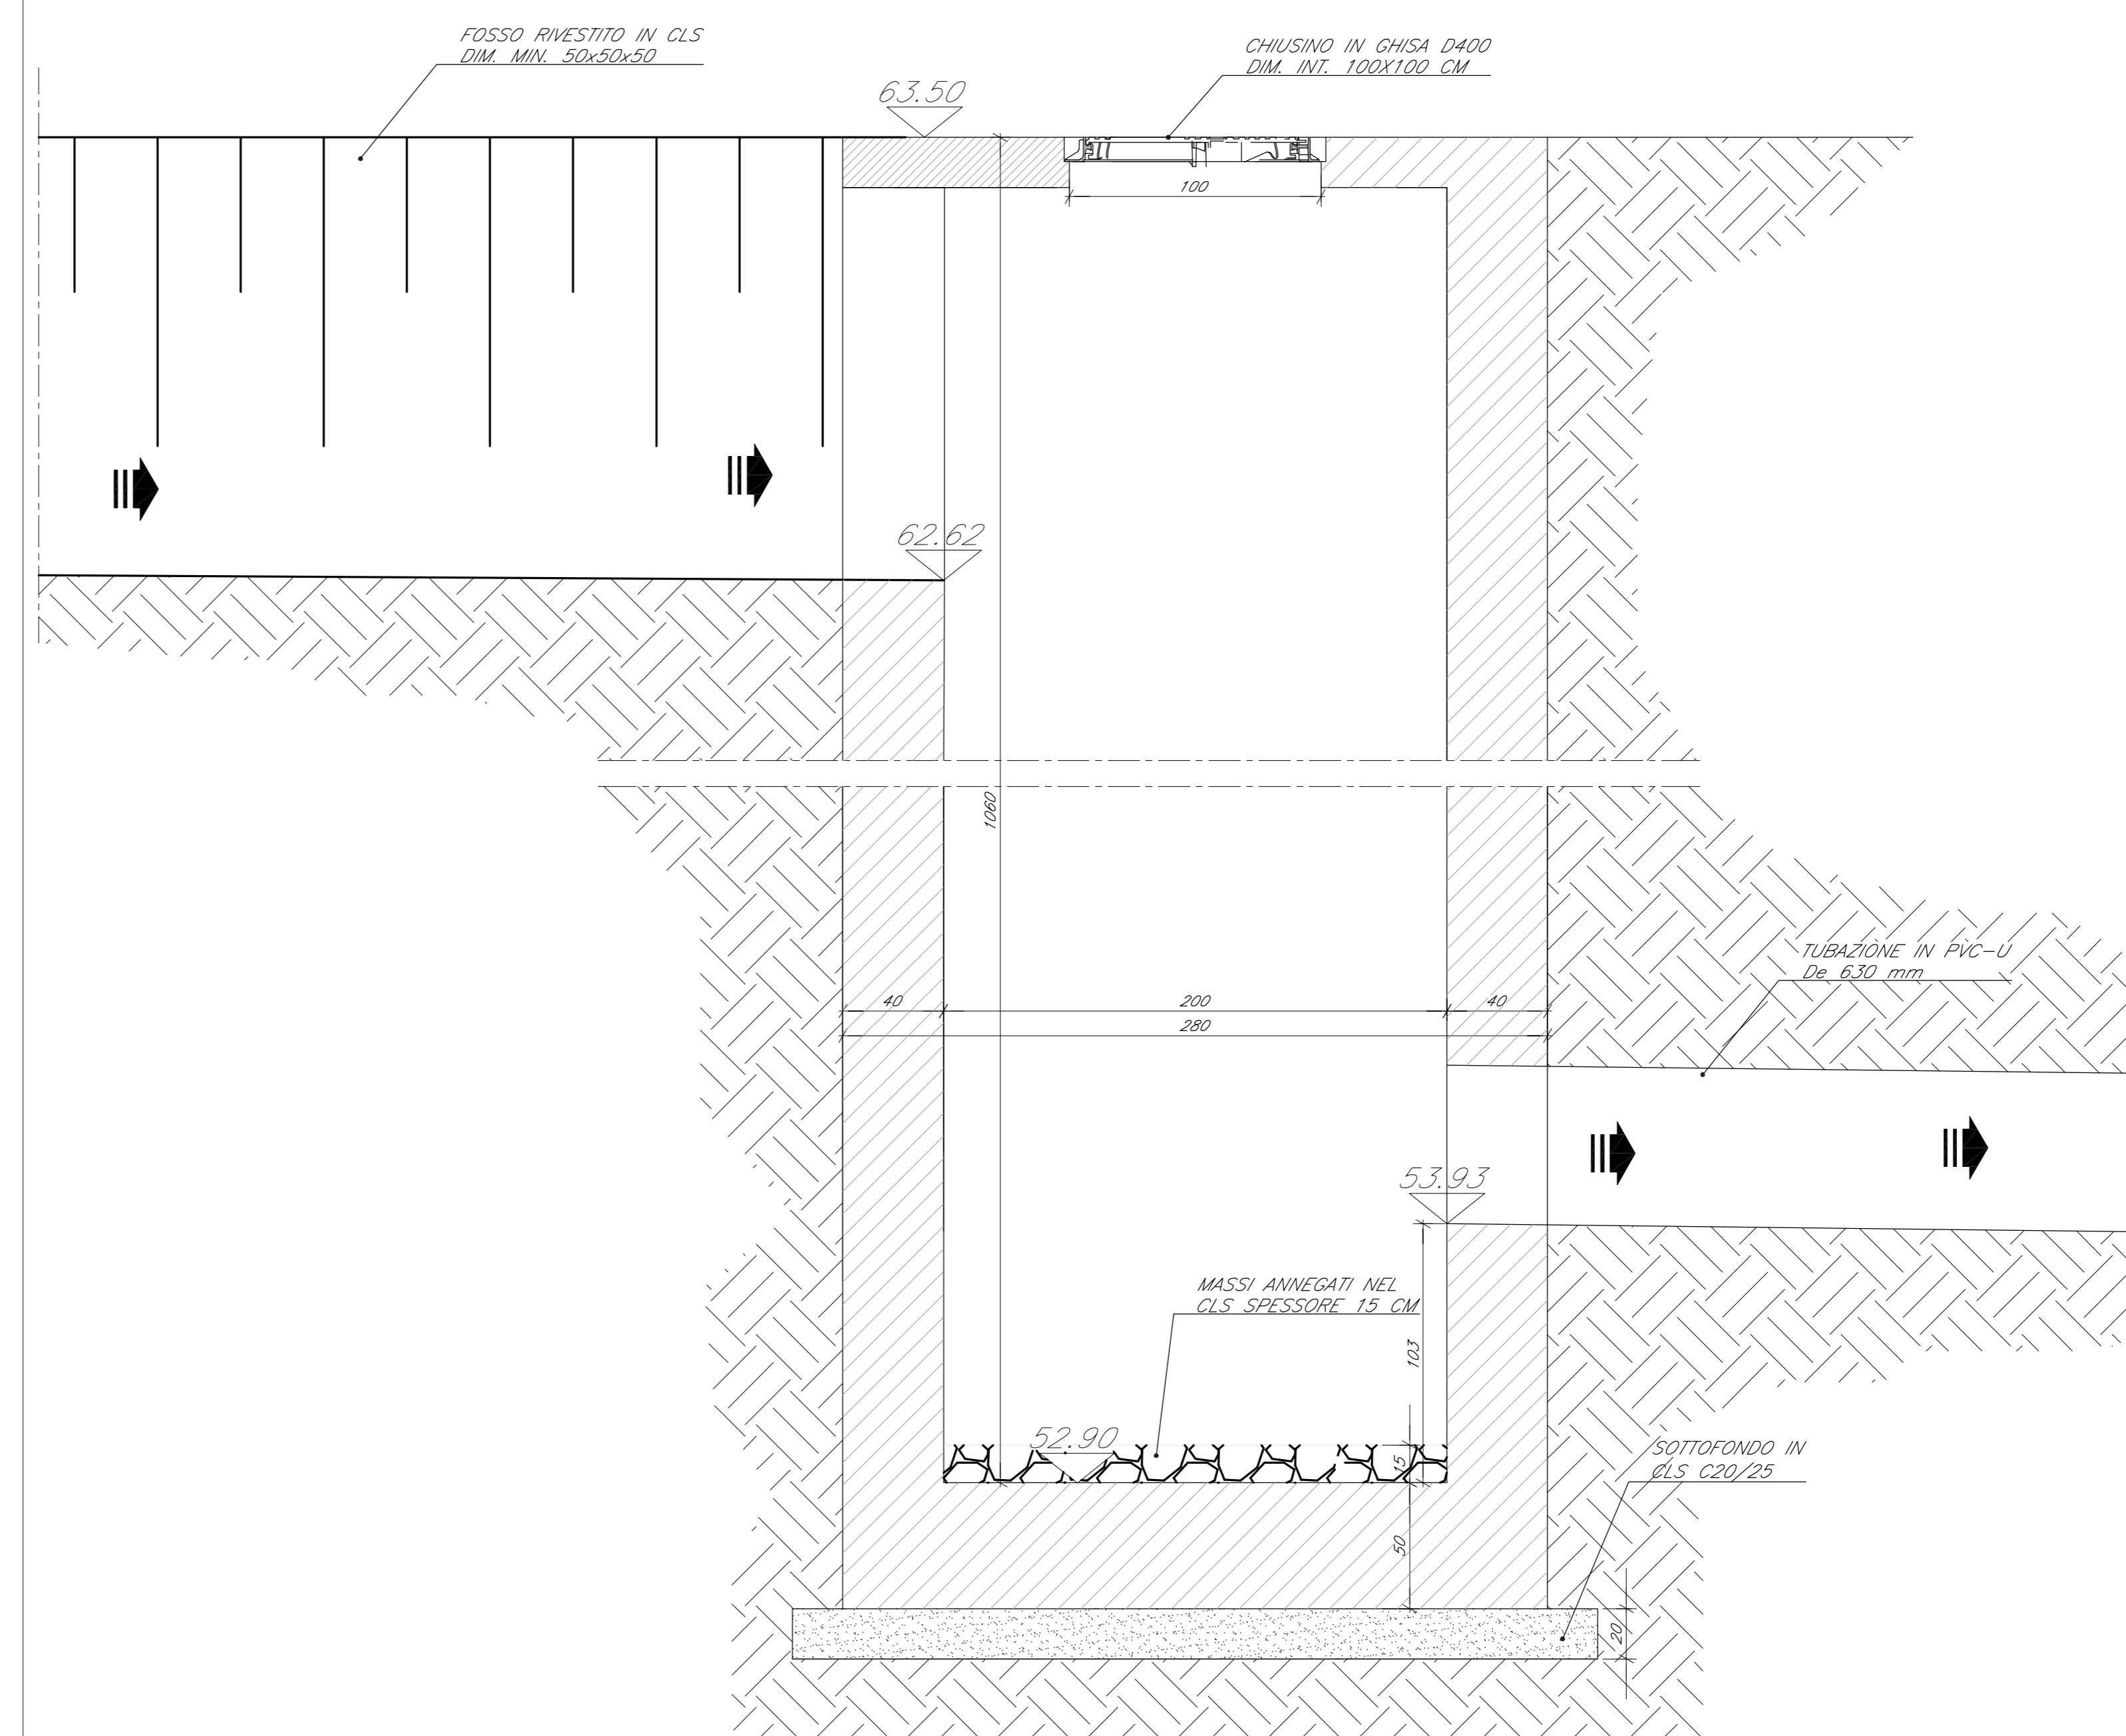 FOSSO RIVESTITO IN CLS
DIM. MIN. 50x50x50
CHIUSINO IN GHISA D400
DIM. INT. 100X100 CM
63.50
100
62.62
1060
TUBAZIONE IN PVC-U
De 630 mm
40
200
40
280
53.93
MASSI ANNEGATI NEL
CLS SPESSORE 15 CM
103
52.90
15
SOTTOFONDO IN
CLS C20/25
50
20